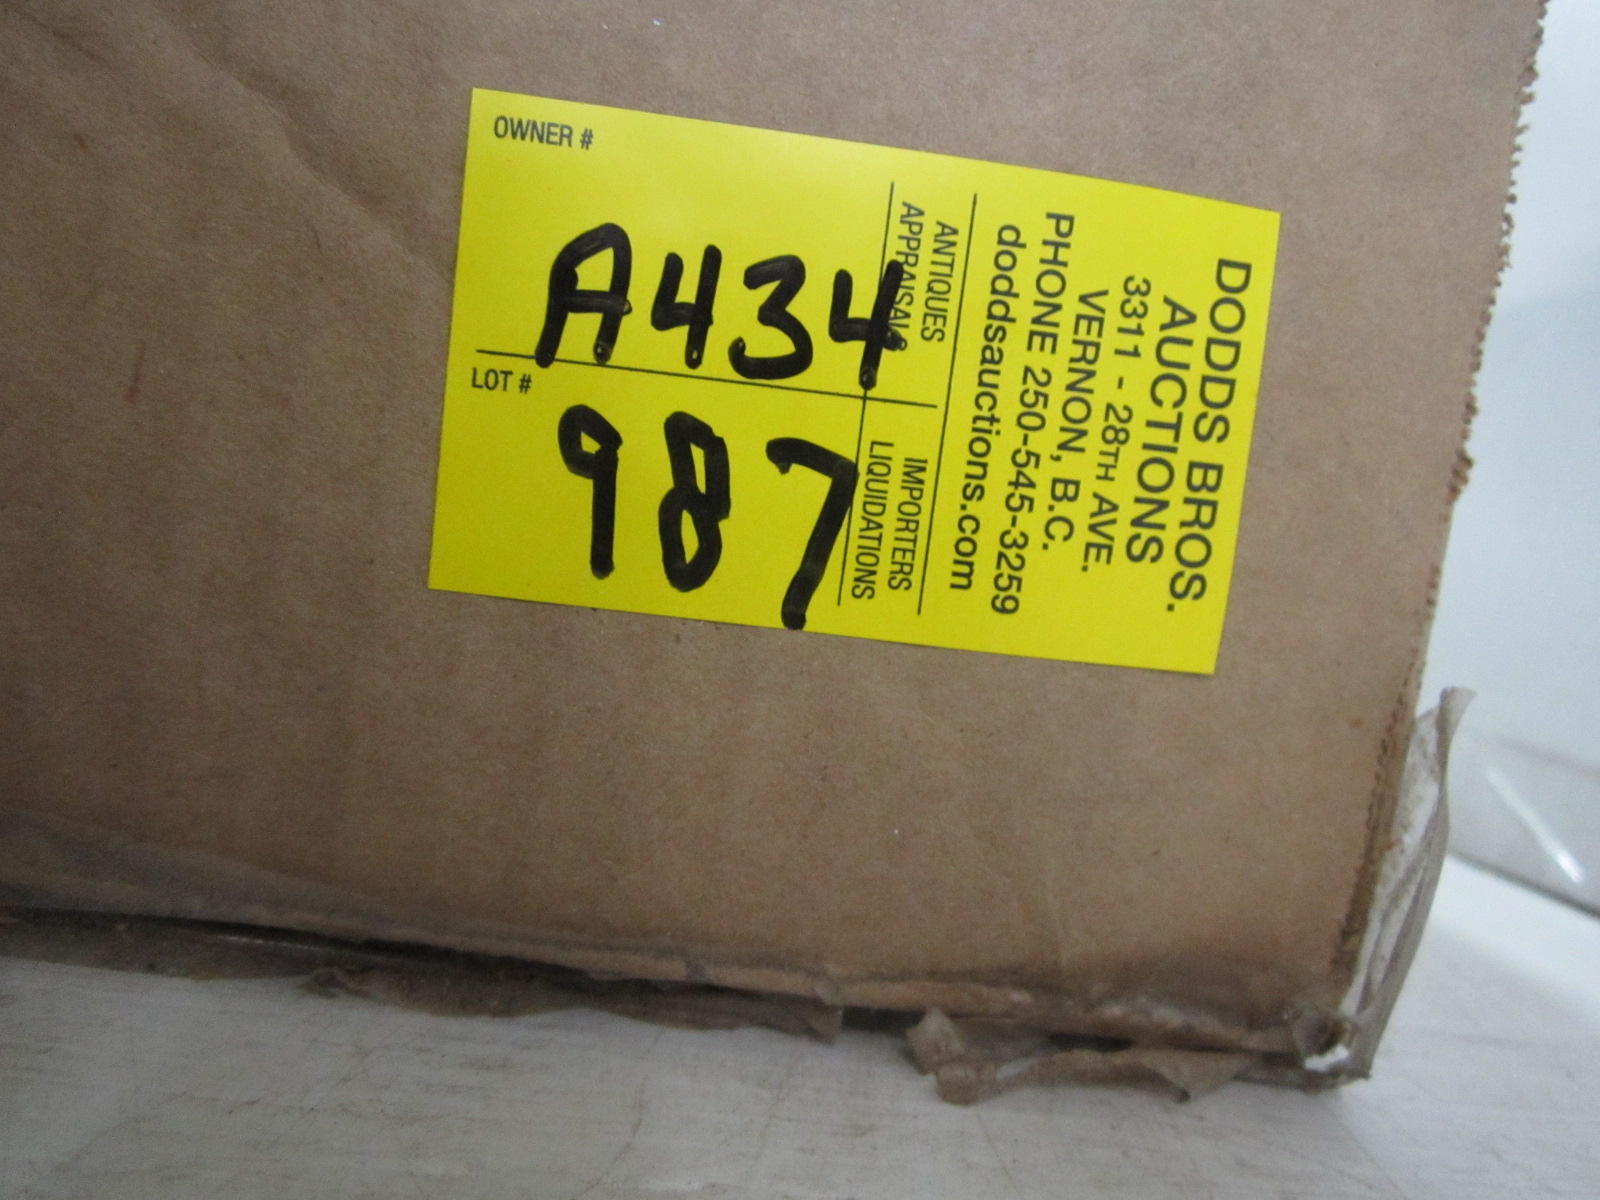 DODDS BROS.
AUCTIONS
3311 - 28TH AVE.
VERNON, B.C.
PHONE 250-545-3259
doddsauctions.com
ANTIQUES
APPRAISALS
IMPORTERS
LIQUIDATIONS
OWNER #
A434
LOT #
987